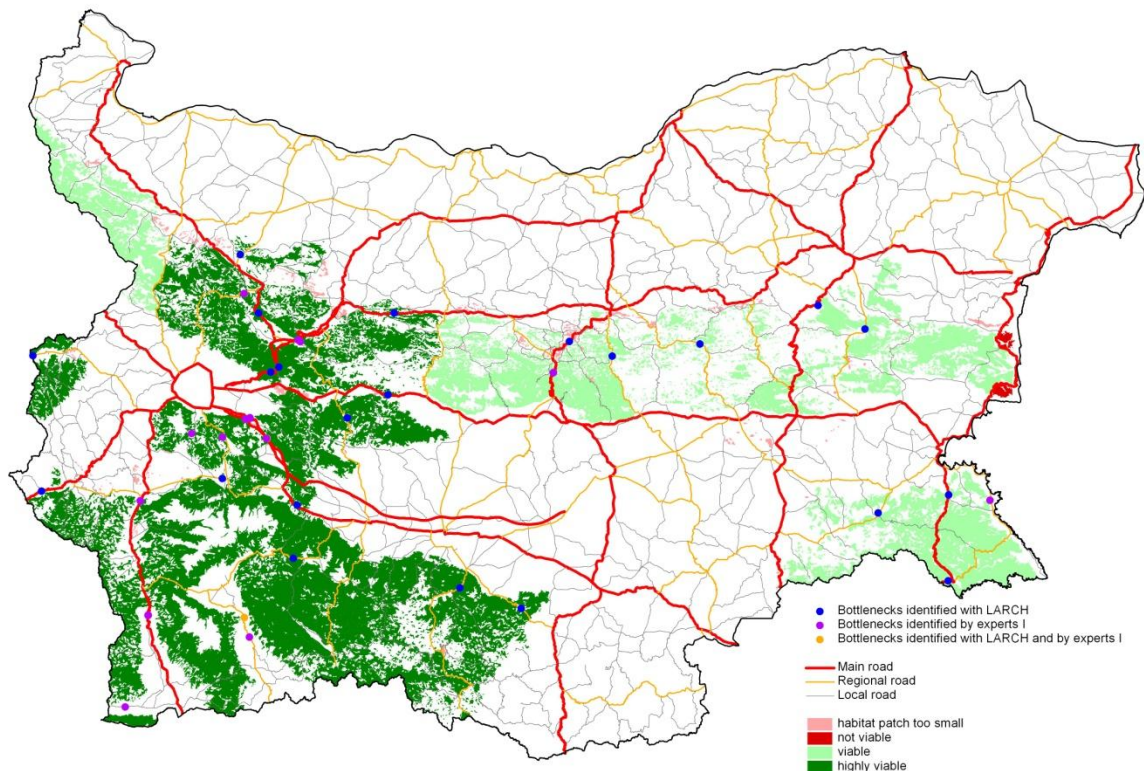 Bottlenecks identified with LARCH
Bottlenecks identified by experts I
Bottlenecks identified with LARCH and by experts I
Main road
Regional road
Local road
habitat patch too small
not viable
viable
highly viable